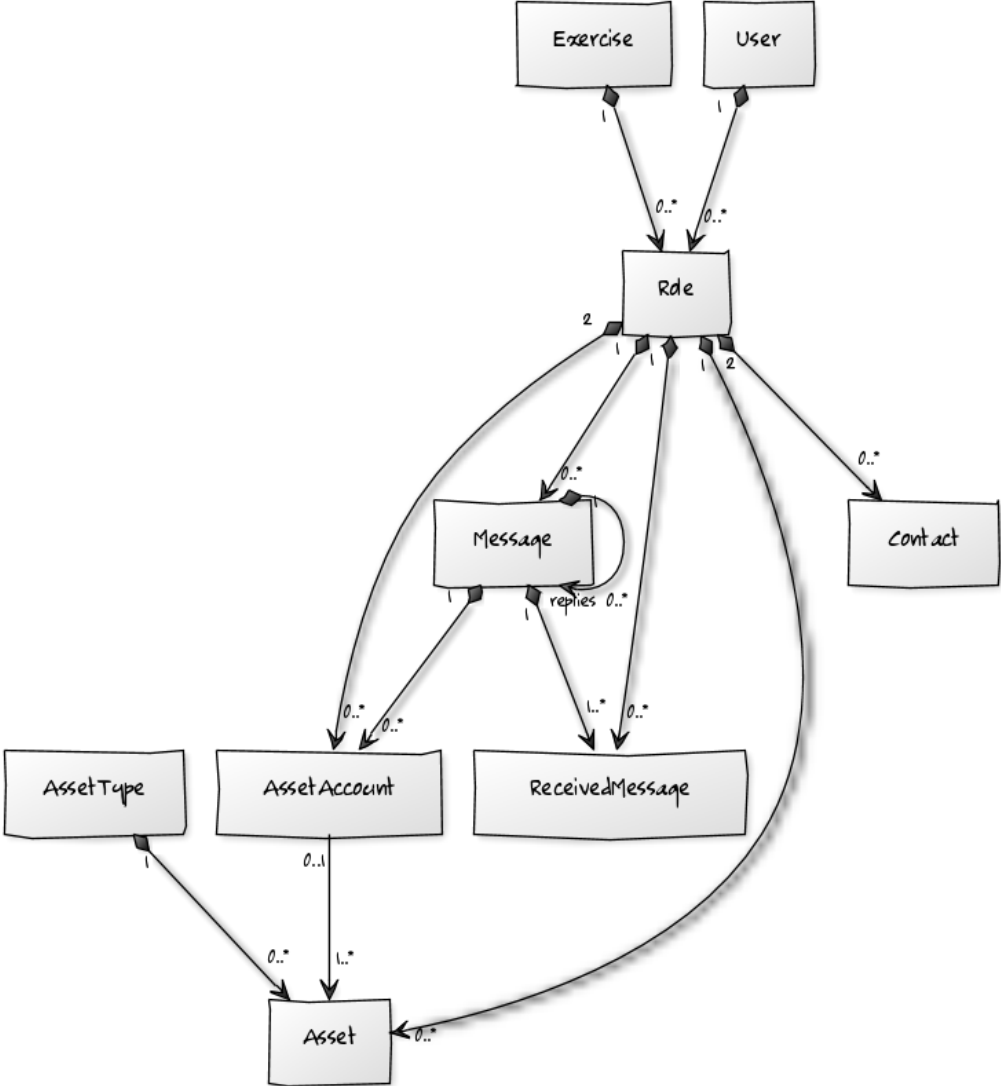 Exercise
User
1
1
0..*
0..*
Role
2
1
1
1
2
0..*
0..*
Message
1
Contact
1
1
replies 0..*
0..*
0..*
1..*
0..*
AssetType
AssetAccount
ReceivedMessage
1
0..1
0..*
1..*
Asset
0..*